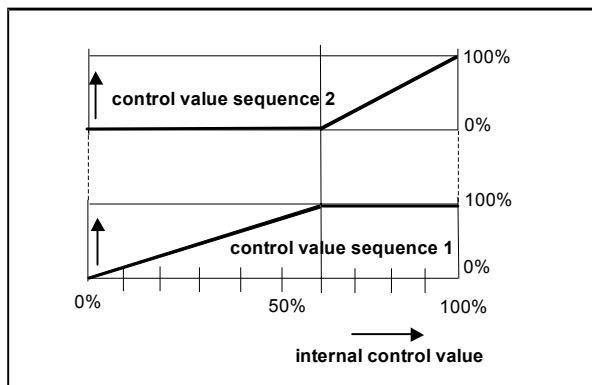 100%
control value sequence 2
0%
100%
control value sequence 1
0%
0%
50%
100%
internal control value